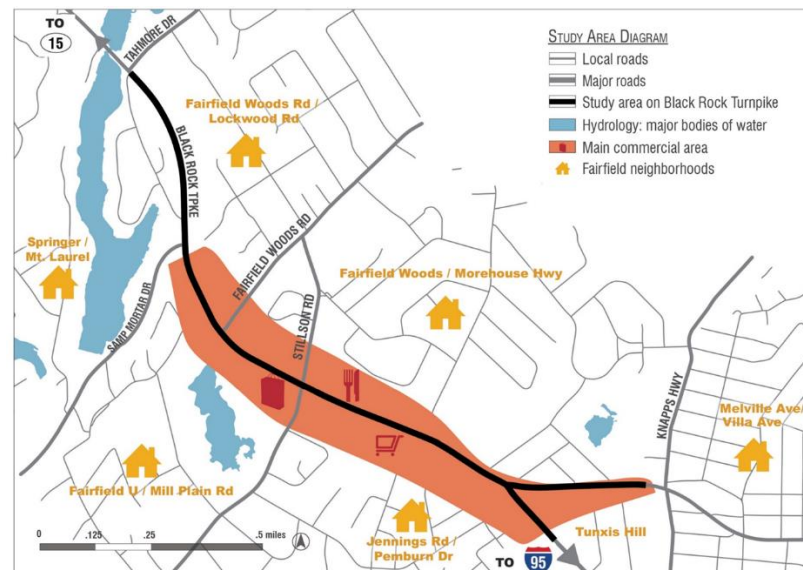 TO
15
TAHMORE DR
STUDY AREA DIAGRAM
Local roads
Major roads
Study area on Black Rock Turnpike
Hydrology: major bodies of water
Main commercial area
Fairfield neighborhoods
Fairfield Woods Rd /
Lockwood Rd
BLACK ROCK TPKE
FAIRFIELD WOODS RD
Springer /
Mt. Laurel
SAMP MORTAR DR
STILLSON RD
Fairfield Woods / Morehouse Hwy
KNAPPS HWY
Melville Ave/
Villa Ave
Fairfield U / Mill Plain Rd
Jennings Rd /
Pemburn Dr
Tunxis Hill
0 .125 .25 .5 miles
TO
95